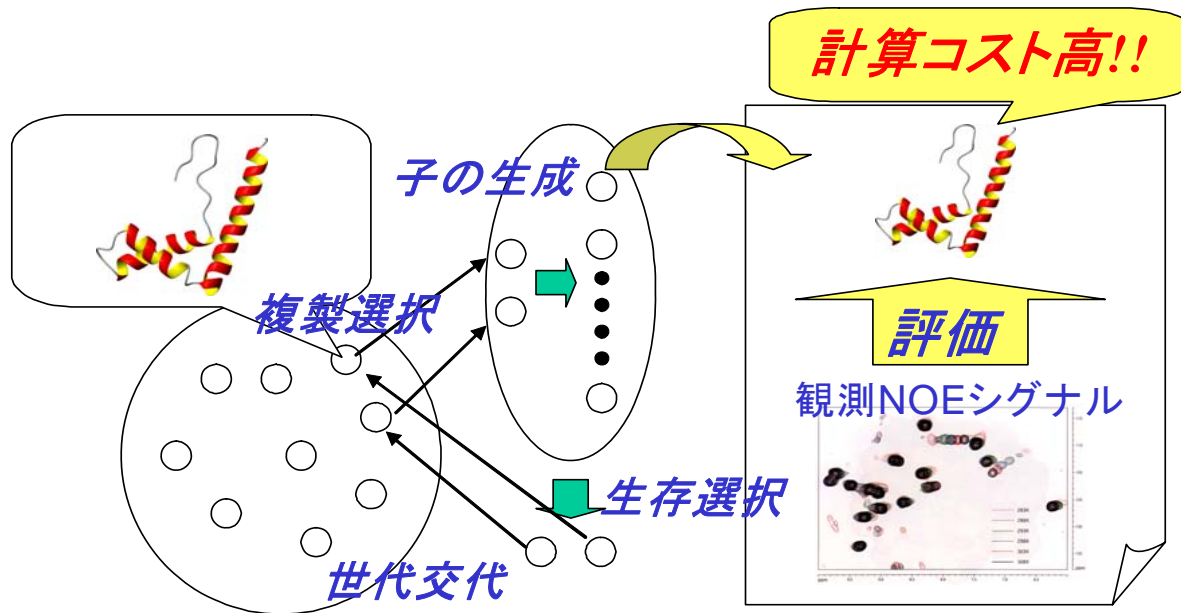 計算コスト高!!
子の生成
複製選択
評価
観測NOEシグナル
生存選択
世代交代